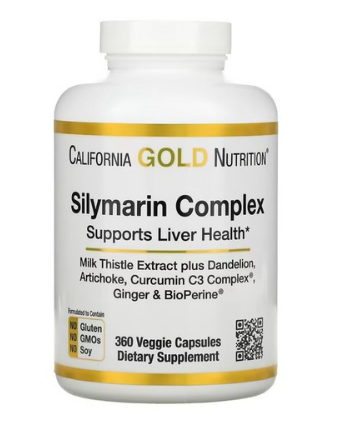 CALIFORNIA GOLD NUTRITION®
Silymarin Complex
Supports Liver Health*
Milk Thistle Extract plus Dandelion,
Artichoke, Curcumin C3 Complex®,
Ginger & BioPerine®
Formulated to Contain
NO Gluten
NO GMOs
NO Soy
360 Veggie Capsules
Dietary Supplement